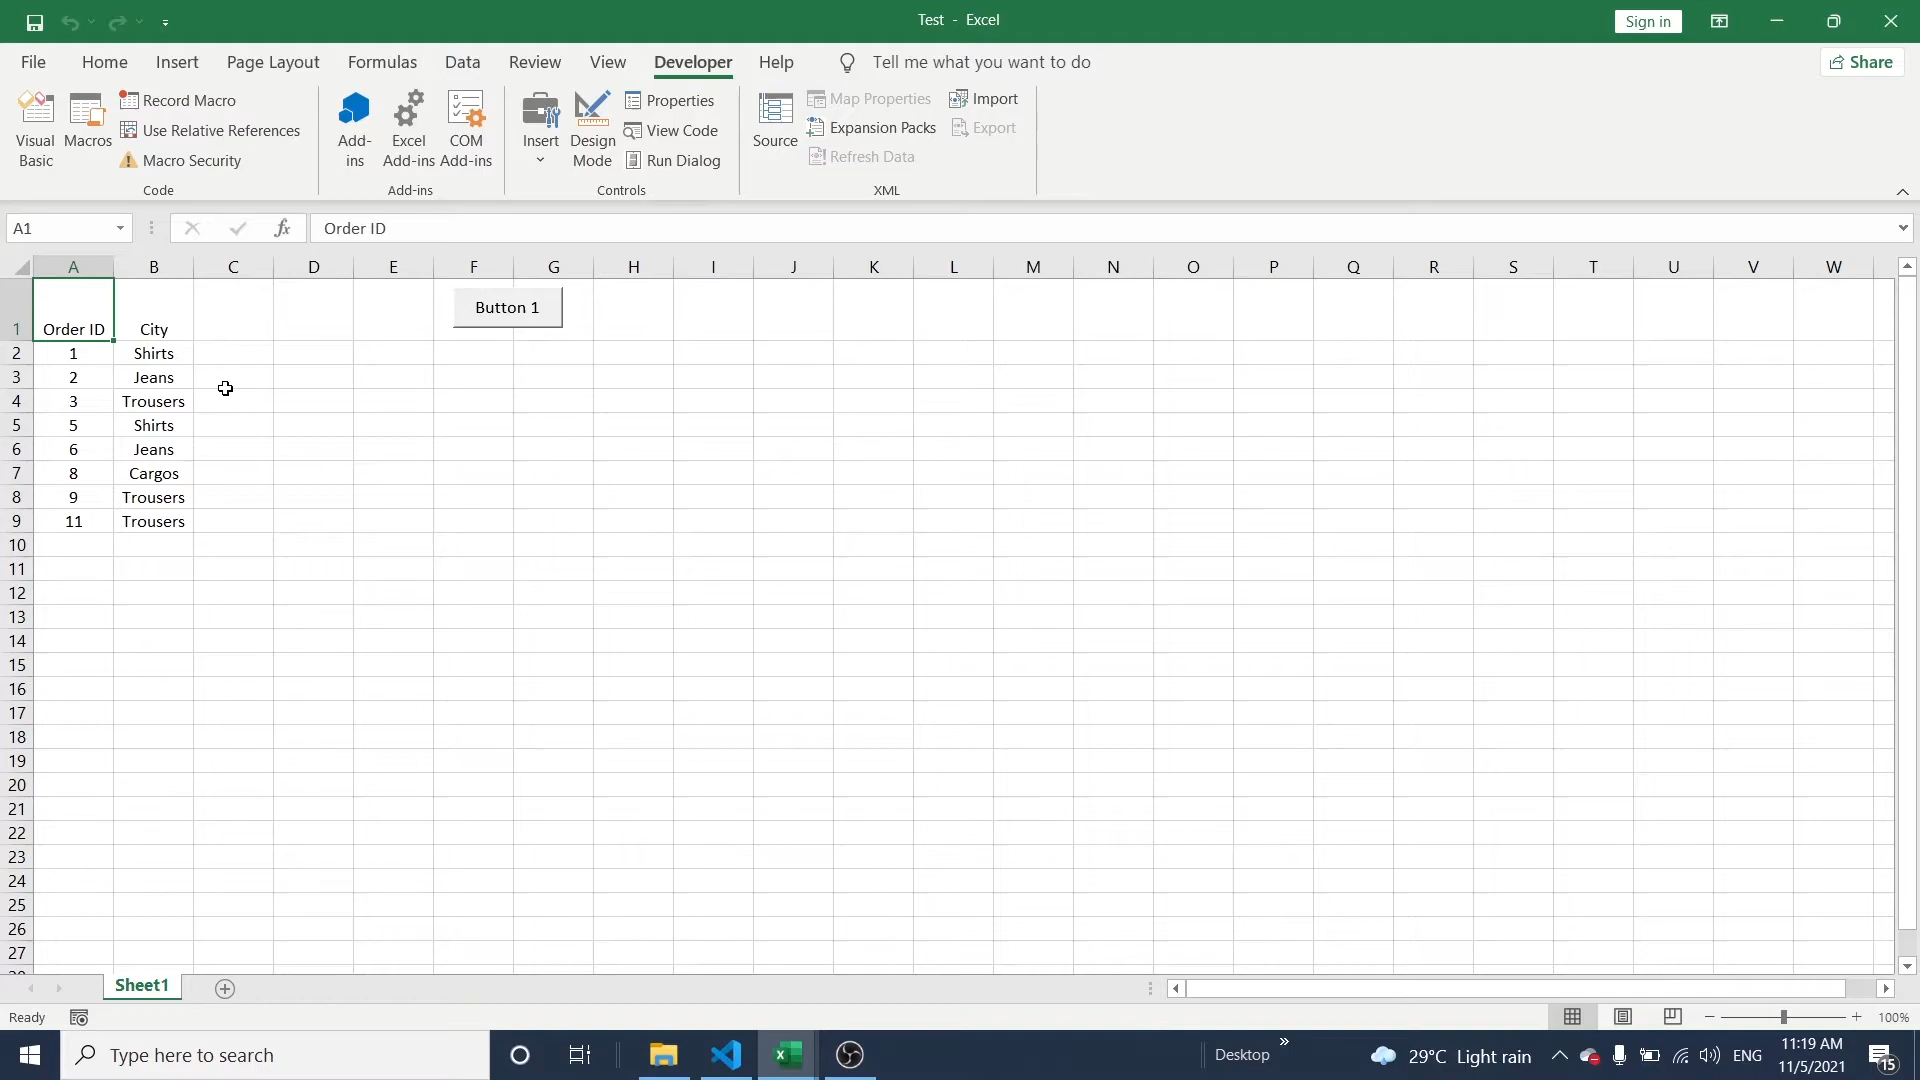 Test - Excel
Sign in
File Home Insert Page Layout Formulas Data Review View Developer Help Tell me what you want to do
Share
Visual Basic
Macros
Record Macro
Use Relative References
Macro Security
Code
Add-ins
Excel Add-ins
COM Add-ins
Add-ins
Insert
Design Mode
Properties
View Code
Run Dialog
Controls
Source
Map Properties
Expansion Packs
Refresh Data
Import
Export
XML
A1
fx
Order ID
A B C D E F G H I J K L M N O P Q R S T U V W
Button 1
1 Order ID City
2 1 Shirts
3 2 Jeans
4 3 Trousers
5 5 Shirts
6 6 Jeans
7 8 Cargos
8 9 Trousers
9 11 Trousers
10
11
12
13
14
15
16
17
18
19
20
21
22
23
24
25
26
27
Sheet1
Ready
100%
Type here to search
Desktop
29°C Light rain
ENG
11:19 AM
11/5/2021
15